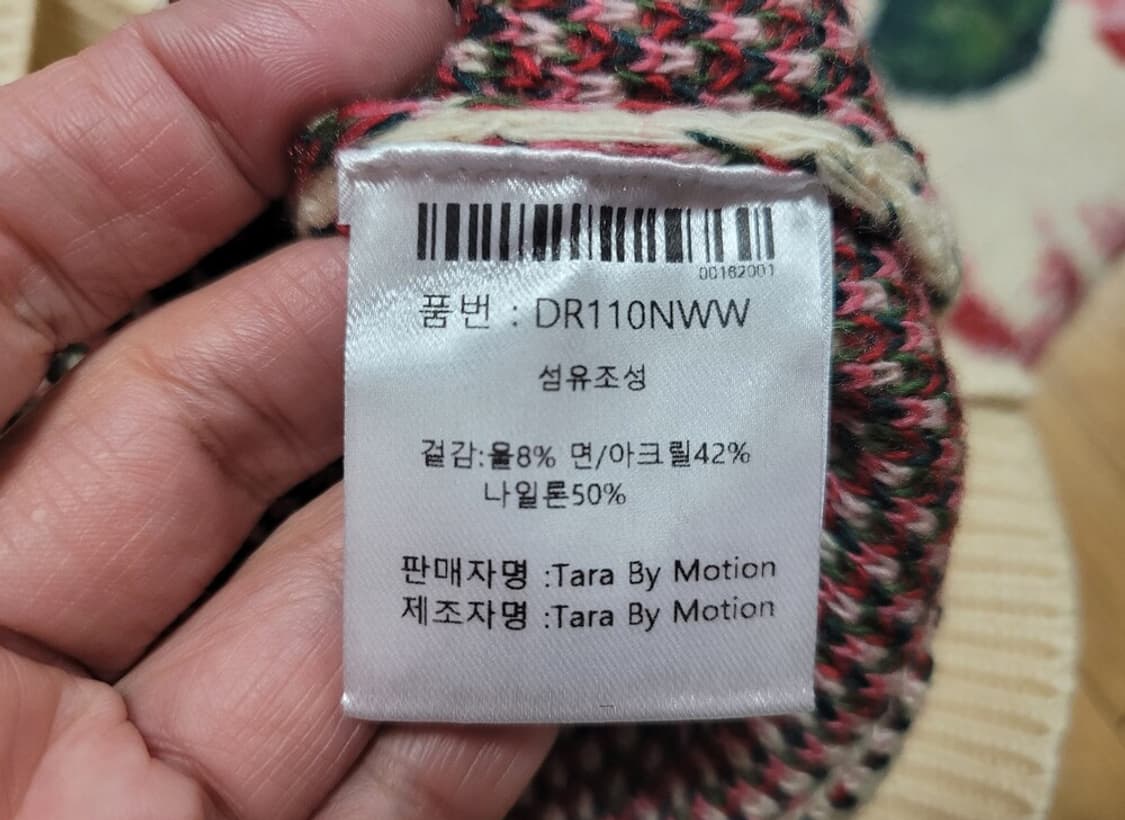 00162001
품번 : DR110NWW
섬유조성
겉감:울8% 면/아크릴42%
나일론50%
판매자명 :Tara By Motion
제조자명 :Tara By Motion